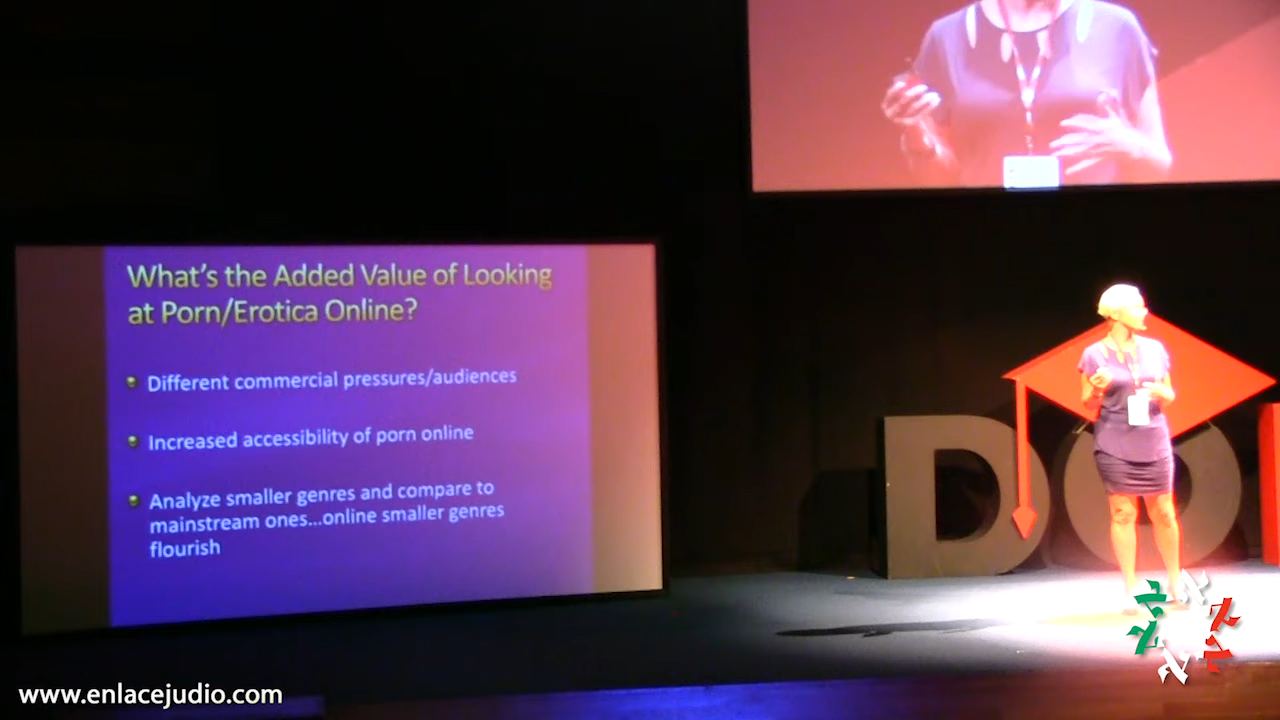 What's the Added Value of Looking
at Porn/Erotica Online?
Different commercial pressures/audiences
Increased accessibility of porn online
Analyze smaller genres and compare to
mainstream ones...online smaller genres
flourish
DO
www.enlacejudio.com